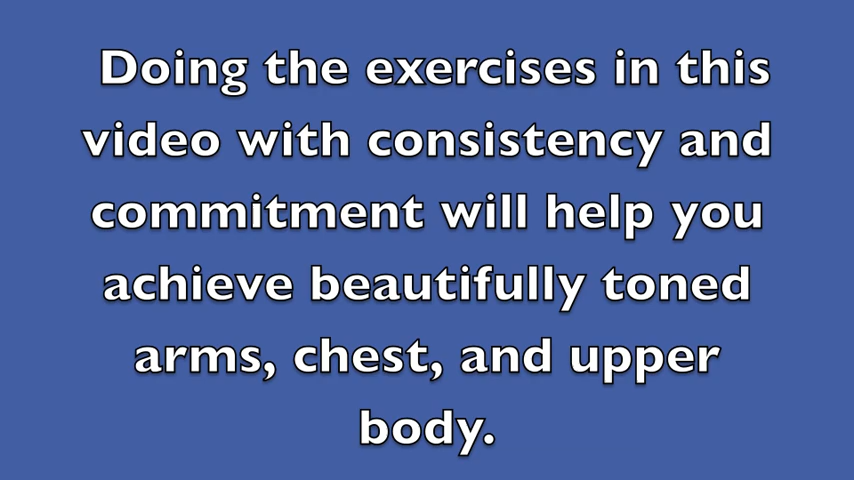 Doing the exercises in this
video with consistency and
commitment will help you
achieve beautifully toned
arms, chest, and upper
body.